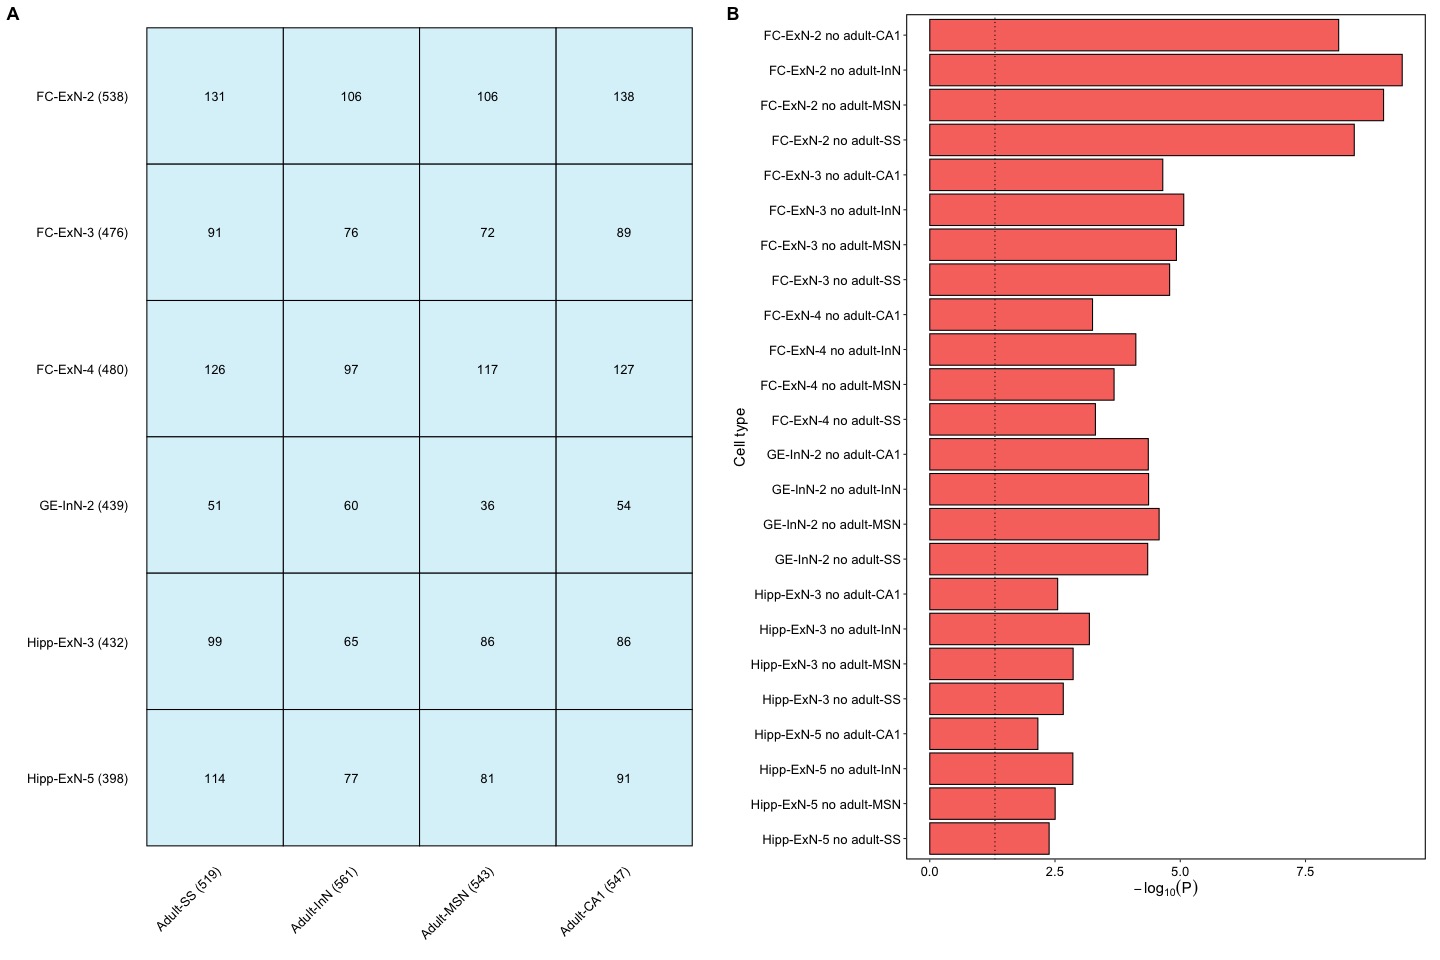 A
FC-ExN-2 (538) 131 106 106 138
FC-ExN-3 (476) 91 76 72 89
FC-ExN-4 (480) 126 97 117 127
GE-InN-2 (439) 51 60 36 54
Hipp-ExN-3 (432) 99 65 86 86
Hipp-ExN-5 (398) 114 77 81 91
Adult-SS (519) Adult-InN (561) Adult-MSN (543) Adult-CA1 (547)
B
Cell type
FC-ExN-2 no adult-CA1
FC-ExN-2 no adult-InN
FC-ExN-2 no adult-MSN
FC-ExN-2 no adult-SS
FC-ExN-3 no adult-CA1
FC-ExN-3 no adult-InN
FC-ExN-3 no adult-MSN
FC-ExN-3 no adult-SS
FC-ExN-4 no adult-CA1
FC-ExN-4 no adult-InN
FC-ExN-4 no adult-MSN
FC-ExN-4 no adult-SS
GE-InN-2 no adult-CA1
GE-InN-2 no adult-InN
GE-InN-2 no adult-MSN
GE-InN-2 no adult-SS
Hipp-ExN-3 no adult-CA1
Hipp-ExN-3 no adult-InN
Hipp-ExN-3 no adult-MSN
Hipp-ExN-3 no adult-SS
Hipp-ExN-5 no adult-CA1
Hipp-ExN-5 no adult-InN
Hipp-ExN-5 no adult-MSN
Hipp-ExN-5 no adult-SS
0.0 2.5 5.0 7.5
−log₁₀(P)